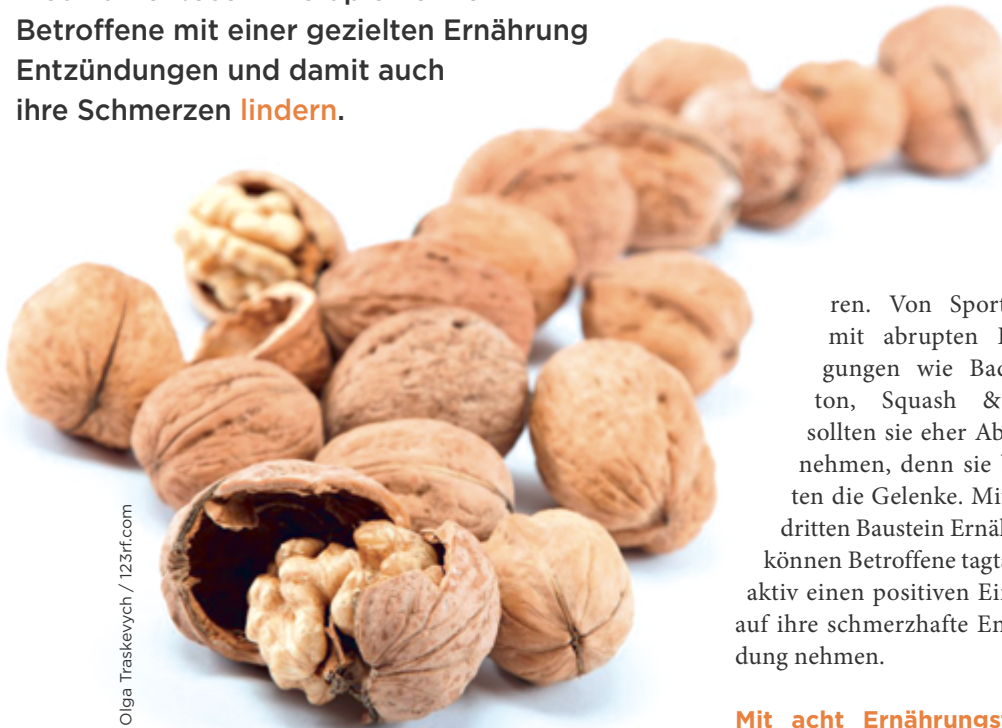 Betroffene mit einer gezielten Ernährung
Entzündungen und damit auch
ihre Schmerzen lindern.
ren. Von Sport
mit abrupten
gungen wie Bad
ton, Squash &
sollten sie eher Ab
nehmen, denn sie
ten die Gelenke. Mi
dritten Baustein Ernä
können Betroffene tagt
aktiv einen positiven Ei
auf ihre schmerzhafte En
dung nehmen.
Mit acht Ernährungs
Olga Traskevych / 123rf.com